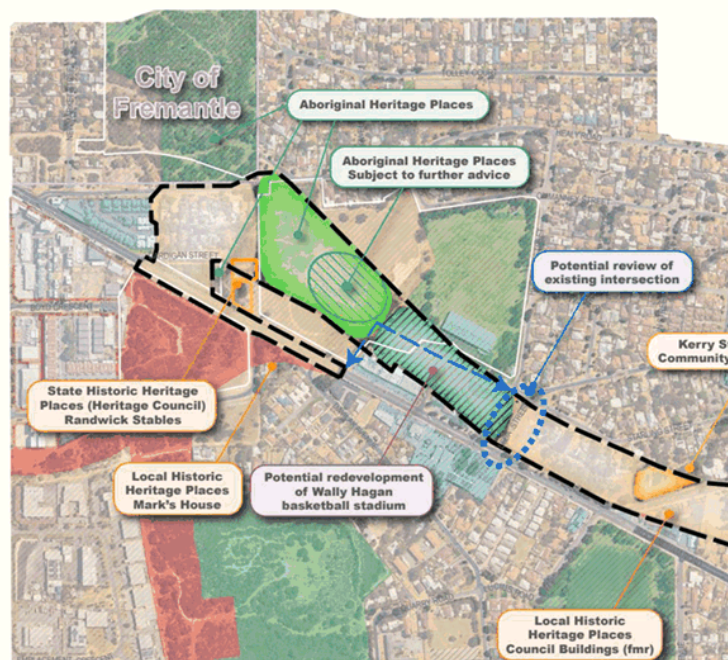 City of
Fremantle
Aboriginal Heritage Places
Aboriginal Heritage Places
Subject to further advice
Potential review of
existing intersection
Kerry S
Community
State Historic Heritage
Places (Heritage Council)
Randwick Stables
Local Historic
Heritage Places
Mark's House
Potential redevelopment
of Wally Hagan
basketball stadium
Local Historic
Heritage Places
Council Buildings (fmr)